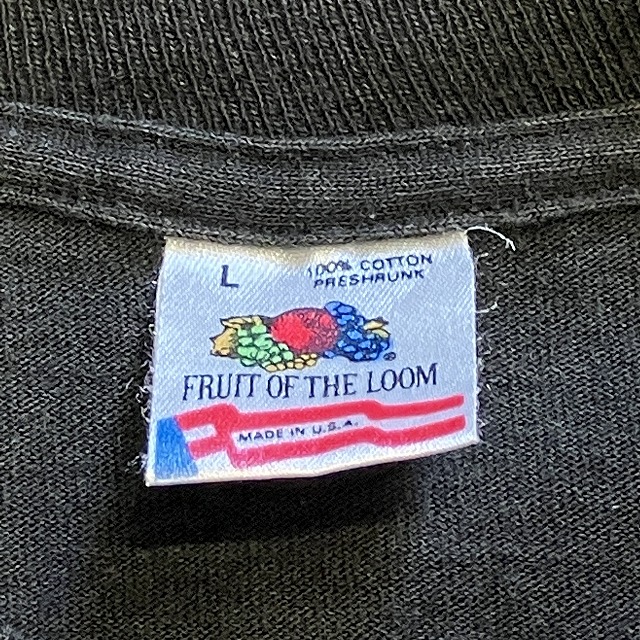 L
100% COTTON
PRESHRUNK
FRUIT OF THE LOOM
MADE IN U.S.A.